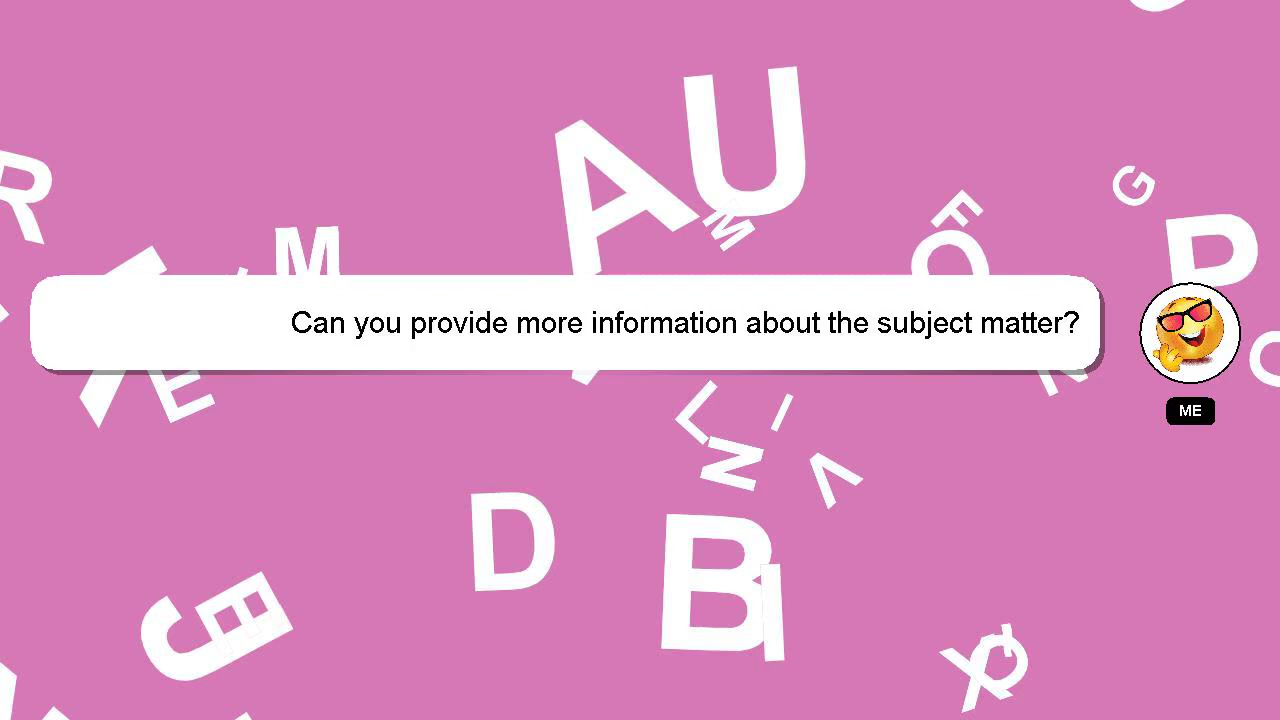 Can you provide more information about the subject matter?
ME
R
A
U
M
M
F
O
G
P
E
L
I
N
V
D
B
I
J
E
X
Q